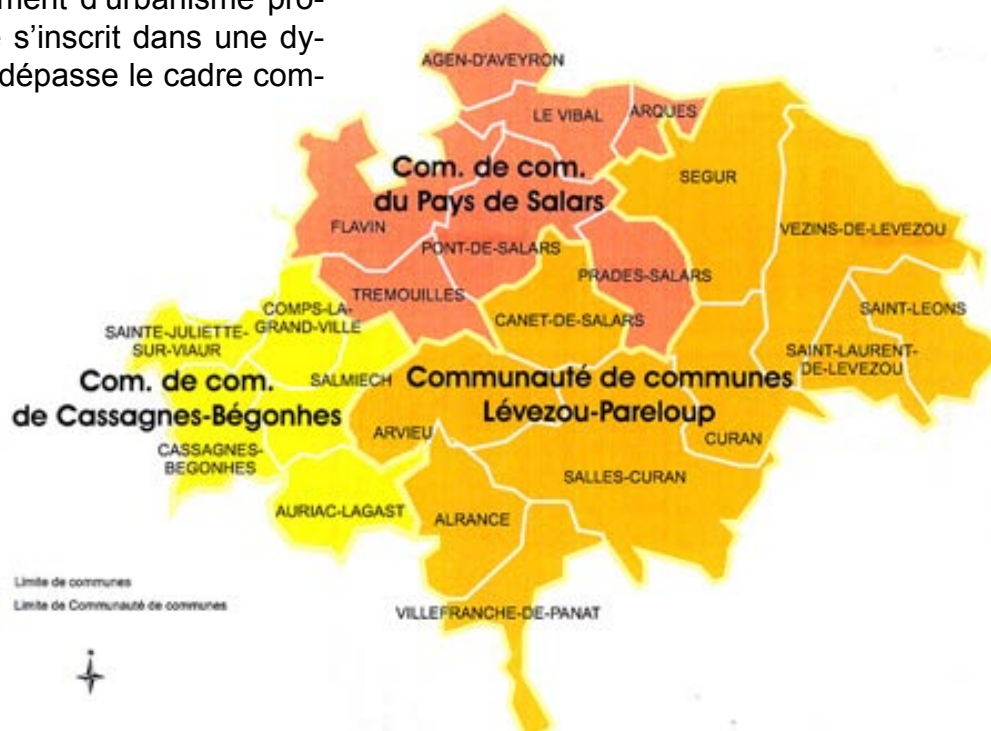 ment d'urbanisme pro-
s'inscrit dans une dy-
dépasse le cadre com-
AGEN-D'AVEYRON
LE VIBAL
ARQUES
Com. de com.
du Pays de Salars
SEGUR
FLAVIN
VEZINS-DE-LEVEZOU
PONT-DE-SALARS
PRADES-SALARS
TREMOUILLES
COMPS-LA-
GRAND-VILLE
CANET-DE-SALARS
SAINT-LEONS
SAINTE-JULIETTE-
SUR-VIAUR
SAINT-LAURENT-
DE-LEVEZOU
Com. de com.
de Cassagnes-Bégonhes
SALMIECH
Communauté de communes
Lévezou-Pareloup
ARVIEU
CURAN
CASSAGNES-
BEGONHES
SALLES-CURAN
AURIAC-LAGAST
ALRANCE
Limite de communes
Limite de Communauté de communes
VILLEFRANCHE-DE-PANAT